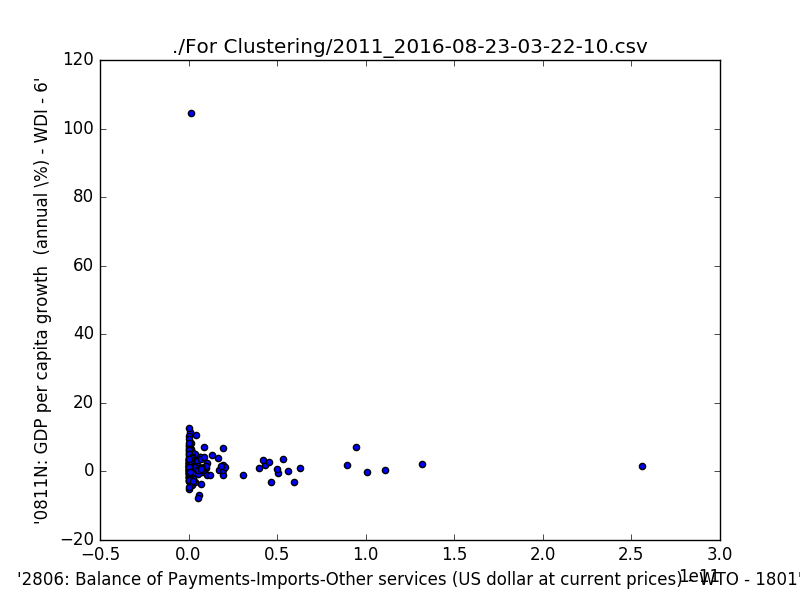 ./For Clustering/2011_2016-08-23-03-22-10.csv
120
100
80
60
40
20
0
−20
'0811N: GDP per capita growth  (annual \%) - WDI - 6'
−0.5 0.0 0.5 1.0 1.5 2.0 2.5 3.0
1e11
'2806: Balance of Payments-Imports-Other services (US dollar at current prices) - WTO - 1801'